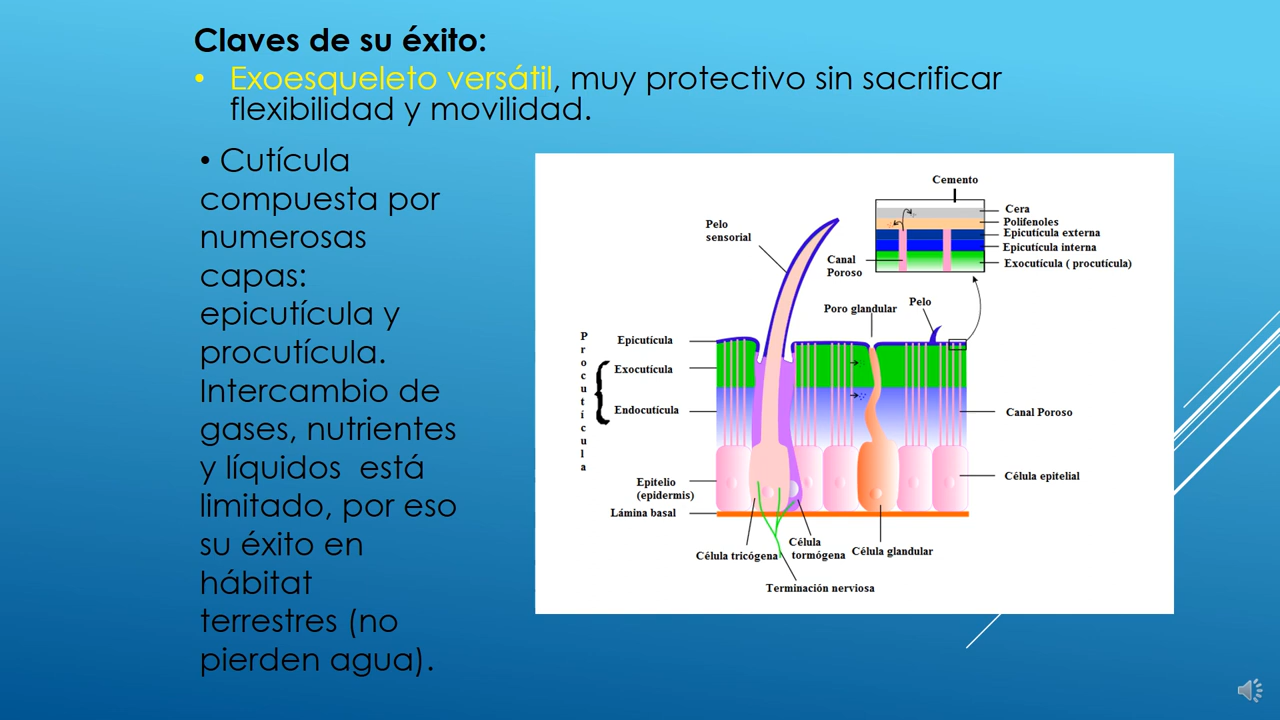 Claves de su éxito:
• Exoesqueleto versátil, muy protectivo sin sacrificar
flexibilidad y movilidad.
• Cutícula
compuesta por
numerosas
capas:
epicutícula y
procutícula.
Intercambio de
gases, nutrientes
y líquidos está
limitado, por eso
su éxito en
hábitat
terrestres (no
pierden agua).
Cemento
Cera
Polifenoles
Epicutícula externa
Epicutícula interna
Exocutícula ( procutícula)
Canal
Poroso
Pelo
sensorial
Poro glandular
Pelo
Procutícula
Epicutícula
Exocutícula
Endocutícula
Canal Poroso
Epitelio
(epidermis)
Célula epitelial
Lámina basal
Célula tricógena
Célula
tormógena
Célula glandular
Terminación nerviosa